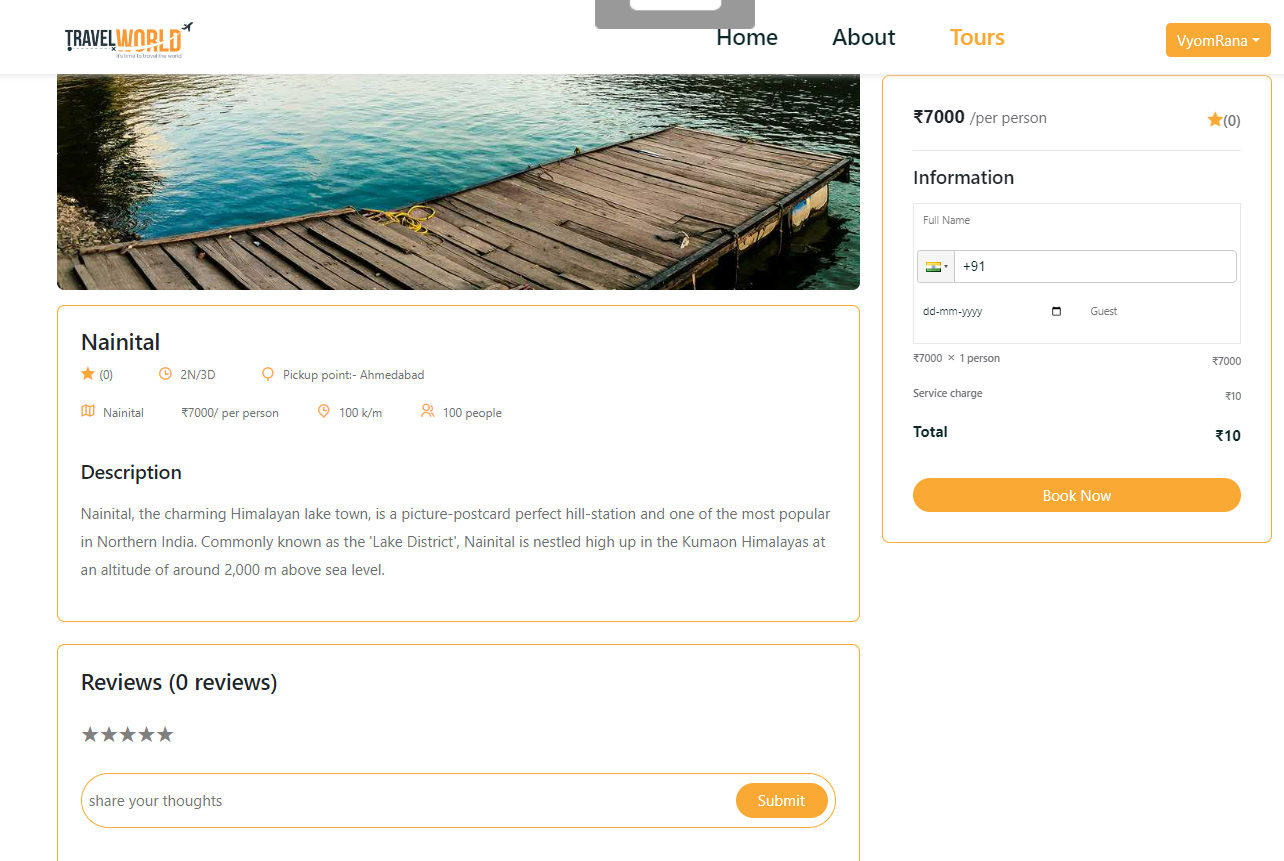 TRAVELWORLD
it's time to travel the world
Home About Tours
VyomRana
₹7000 /per person
(0)
Information
Full Name
+91
dd-mm-yyyy Guest
₹7000 × 1 person ₹7000
Service charge ₹10
Total ₹10
Book Now
Nainital
(0) 2N/3D Pickup point:- Ahmedabad
Nainital ₹7000/ per person 100 k/m 100 people
Description
Nainital, the charming Himalayan lake town, is a picture-postcard perfect hill-station and one of the most popular
in Northern India. Commonly known as the 'Lake District', Nainital is nestled high up in the Kumaon Himalayas at
an altitude of around 2,000 m above sea level.
Reviews (0 reviews)
share your thoughts Submit